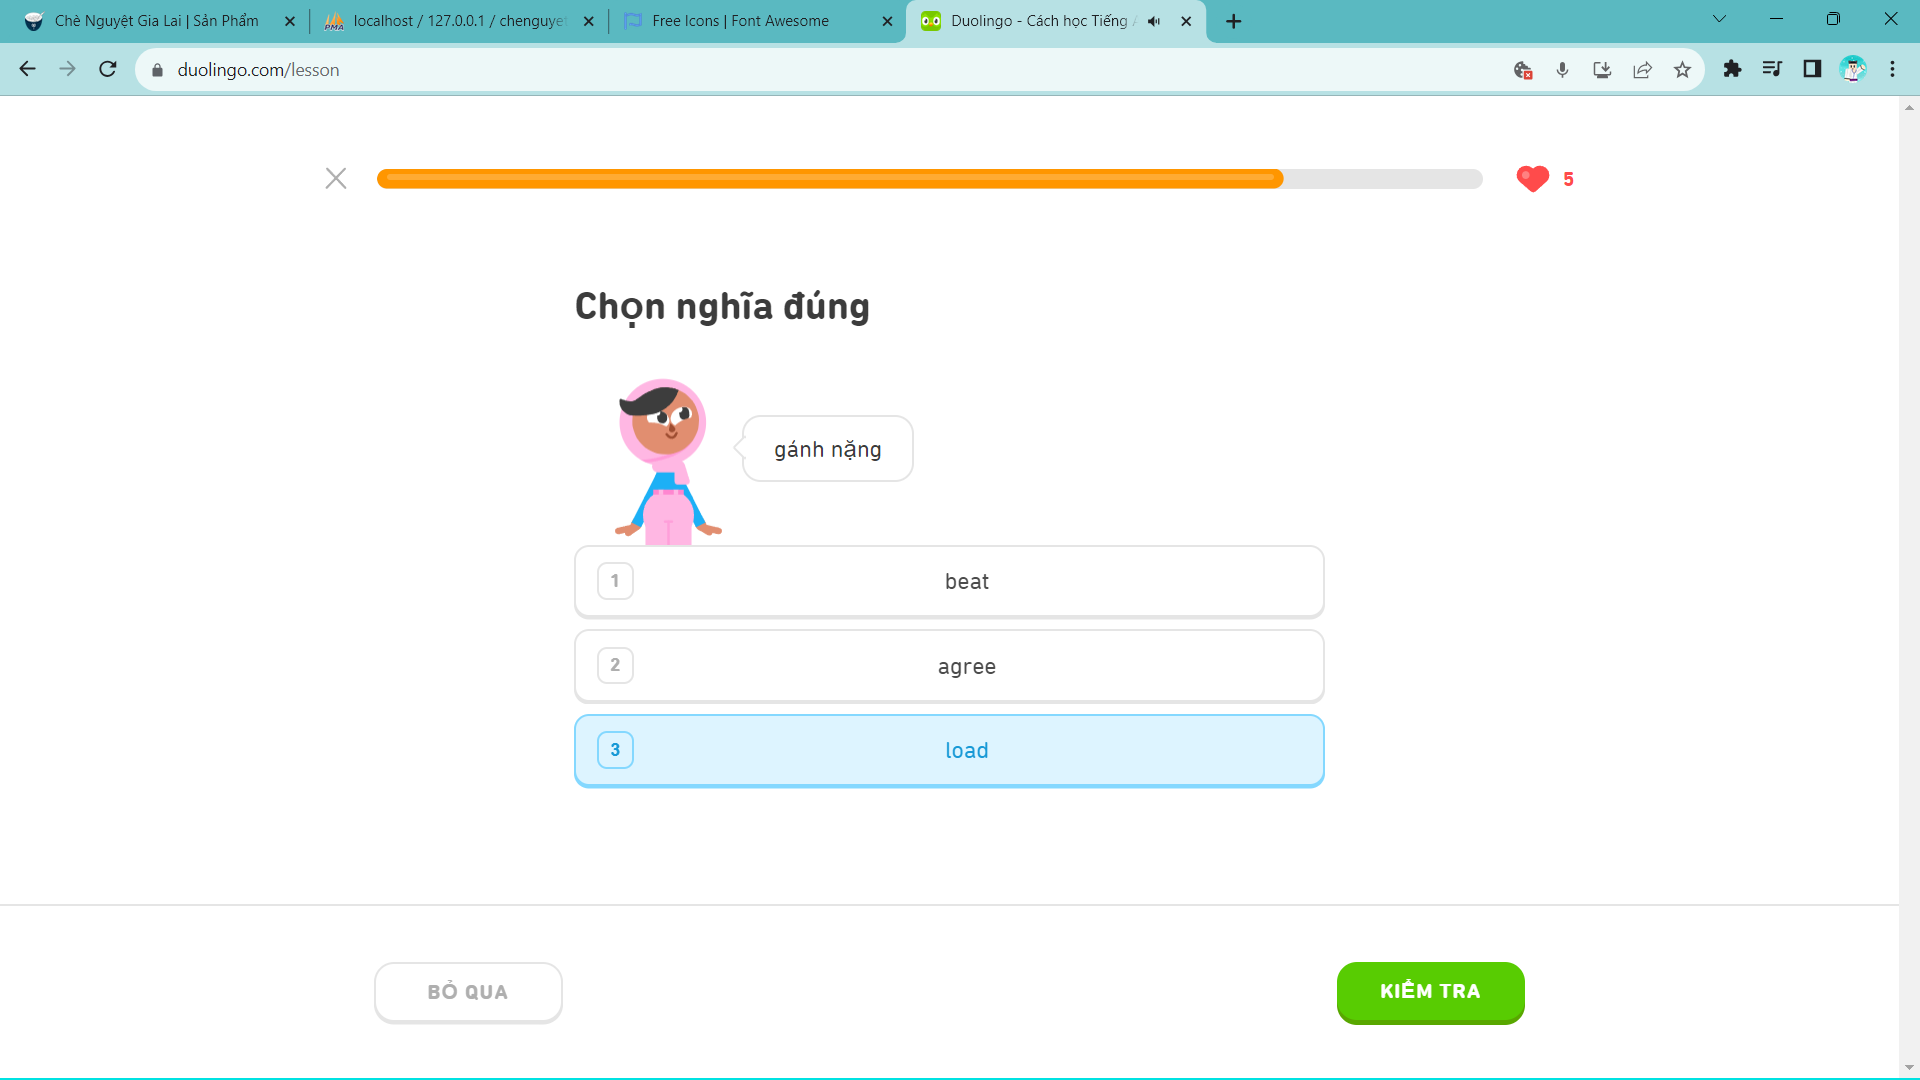 Chè Nguyệt Gia Lai | Sản Phẩm
localhost / 127.0.0.1 / chenguyet
Free Icons | Font Awesome
Duolingo - Cách học Tiếng A
duolingo.com/lesson
5
Chọn nghĩa đúng
gánh nặng
1 beat
2 agree
3 load
BỎ QUA
KIỂM TRA